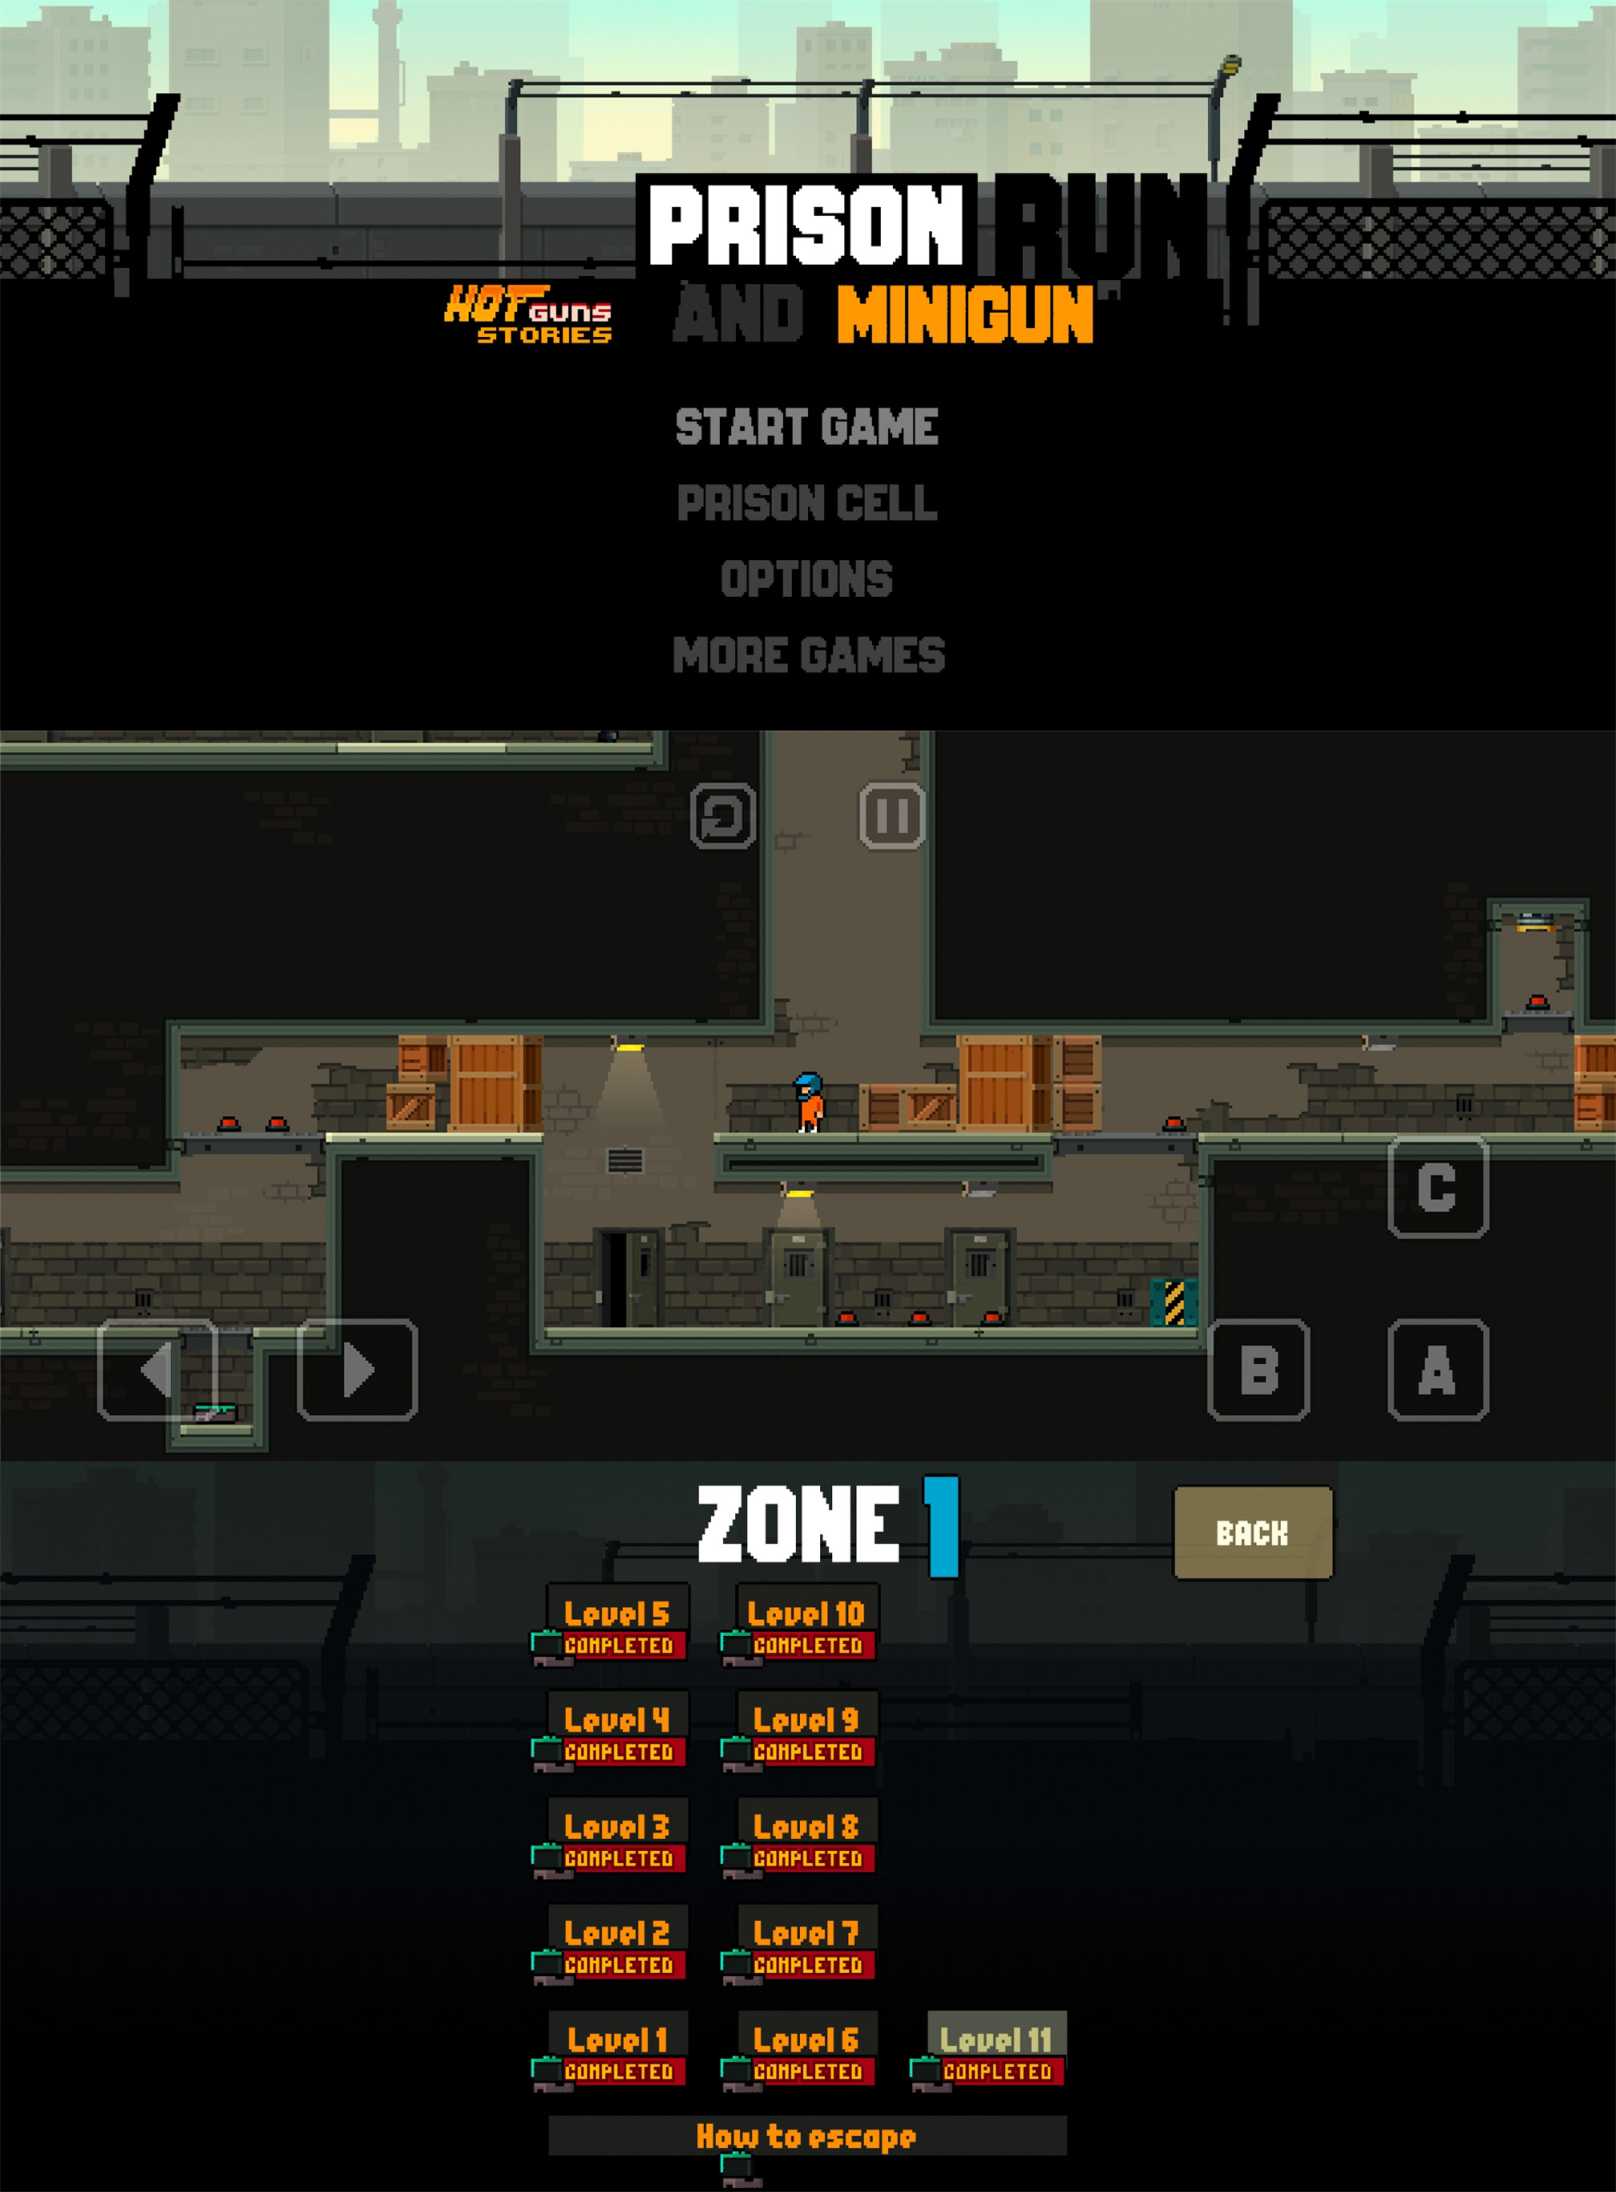 PRISON RUN
HOT GUNS
STORIES
AND MINIGUN
START GAME
PRISON CELL
OPTIONS
MORE GAMES
C
B
A
ZONE 1
BACK
Level 5
COMPLETED
Level 10
COMPLETED
Level 4
COMPLETED
Level 9
COMPLETED
Level 3
COMPLETED
Level 8
COMPLETED
Level 2
COMPLETED
Level 7
COMPLETED
Level 1
COMPLETED
Level 6
COMPLETED
Level 11
COMPLETED
How to escape